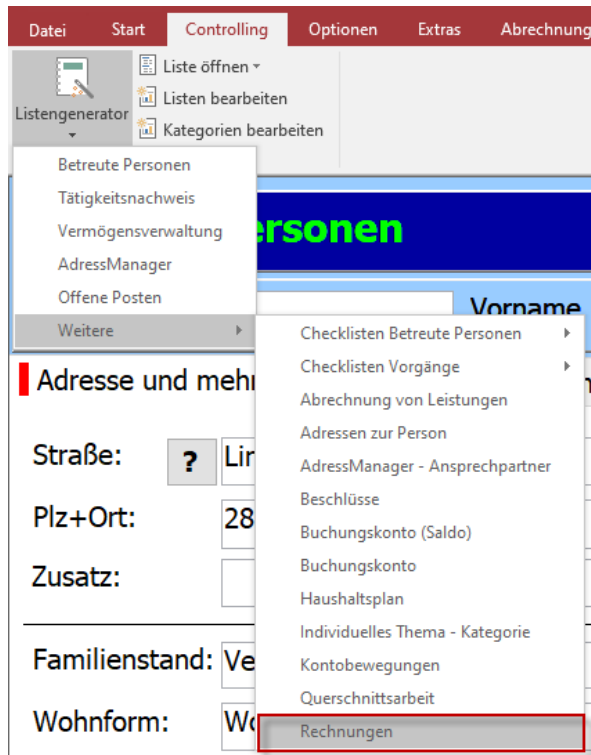 Datei Start Controlling Optionen Extras Abrechnung
Listengenerator
Liste öffnen
Listen bearbeiten
Kategorien bearbeiten
Betreute Personen
Tätigkeitsnachweis
Vermögensverwaltung
AdressManager
Offene Posten
Weitere
ersonen
Vorname
Checklisten Betreute Personen
Checklisten Vorgänge
Abrechnung von Leistungen
Adressen zur Person
AdressManager - Ansprechpartner
Beschlüsse
Buchungskonto (Saldo)
Buchungskonto
Haushaltsplan
Individuelles Thema - Kategorie
Kontobewegungen
Querschnittsarbeit
Rechnungen
Adresse und mehr
Straße: ? Lin
Plz+Ort: 28
Zusatz:
Familienstand: Ve
Wohnform: Wo